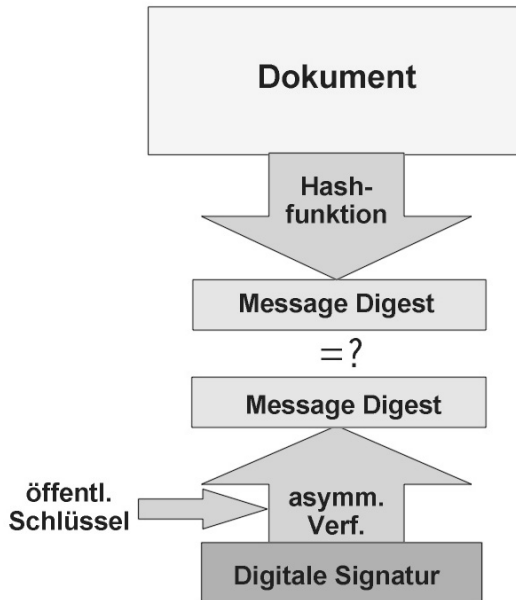 Dokument
Hash-
funktion
Message Digest
=?
Message Digest
öffentl.
Schlüssel
asymm.
Verf.
Digitale Signatur